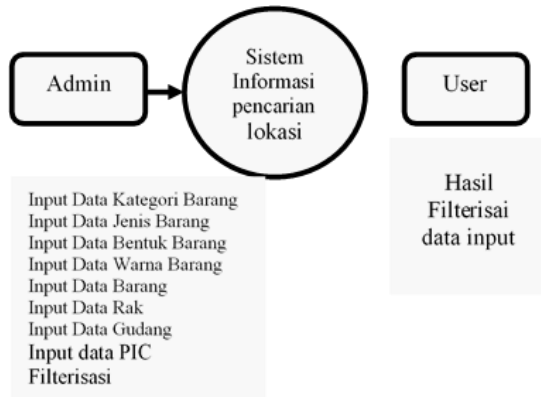 Admin
Sistem
Informasi
pencarian
lokasi
User
Input Data Kategori Barang
Input Data Jenis Barang
Input Data Bentuk Barang
Input Data Warna Barang
Input Data Barang
Input Data Rak
Input Data Gudang
Input data PIC
Filterisasi
Hasil
Filterisai
data input